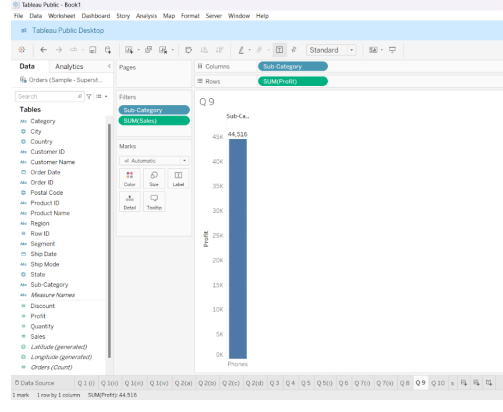 Tableau Public - Book1
File Data Worksheet Dashboard Story Analysis Map Format Server Window Help
Tableau Public Desktop
Standard
Data Analytics
Pages
Columns Sub-Category
Rows SUM(Profit)
Orders (Sample - Superst...
Search
Filters
Sub-Category
SUM(Sales)
Q 9
Sub-Ca..
Tables
Category
City
Country
Customer ID
Customer Name
Order Date
Order ID
Postal Code
Product ID
Product Name
Region
Row ID
Segment
Ship Date
Ship Mode
State
Sub-Category
Measure Names
Discount
Profit
Quantity
Sales
Latitude (generated)
Longitude (generated)
Orders (Count)
Marks
Automatic
Color Size Label
Detail Tooltip
44,516
45K
40K
35K
30K
25K
20K
15K
10K
5K
0K
Profit
Phones
Data Source Q 1 (i) Q 1(ii) Q 1(iii) Q 1(iv) Q 2(a) Q 2(b) Q 2(c) Q 2(d) Q 3 Q 4 Q 5 Q 5(i) Q 6 Q 7(i) Q 7(ii) Q 8 Q 9 Q 10 s
1 mark 1 row by 1 column SUM(Profit): 44,516